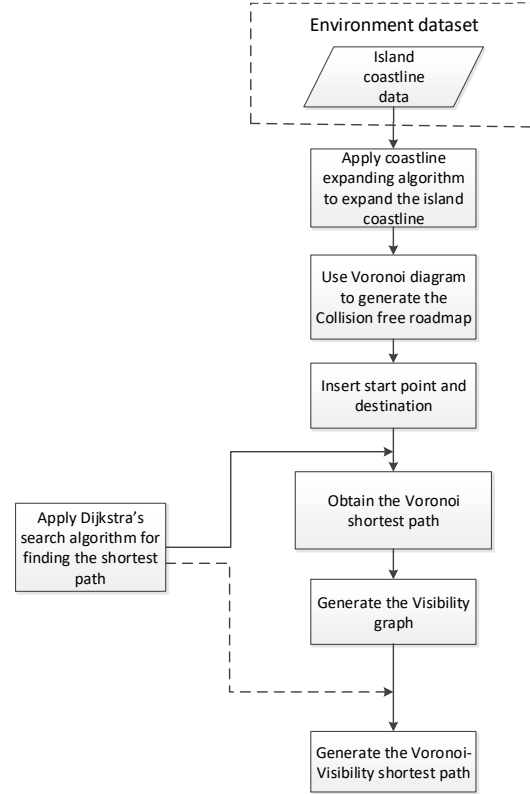 Environment dataset
Island
coastline
data
Apply coastline
expanding algorithm
to expand the island
coastline
Use Voronoi diagram
to generate the
Collision free roadmap
Insert start point and
destination
Apply Dijkstra's
search algorithm for
finding the shortest
path
Obtain the Voronoi
shortest path
Generate the Visibility
graph
Generate the Voronoi-
Visibility shortest path